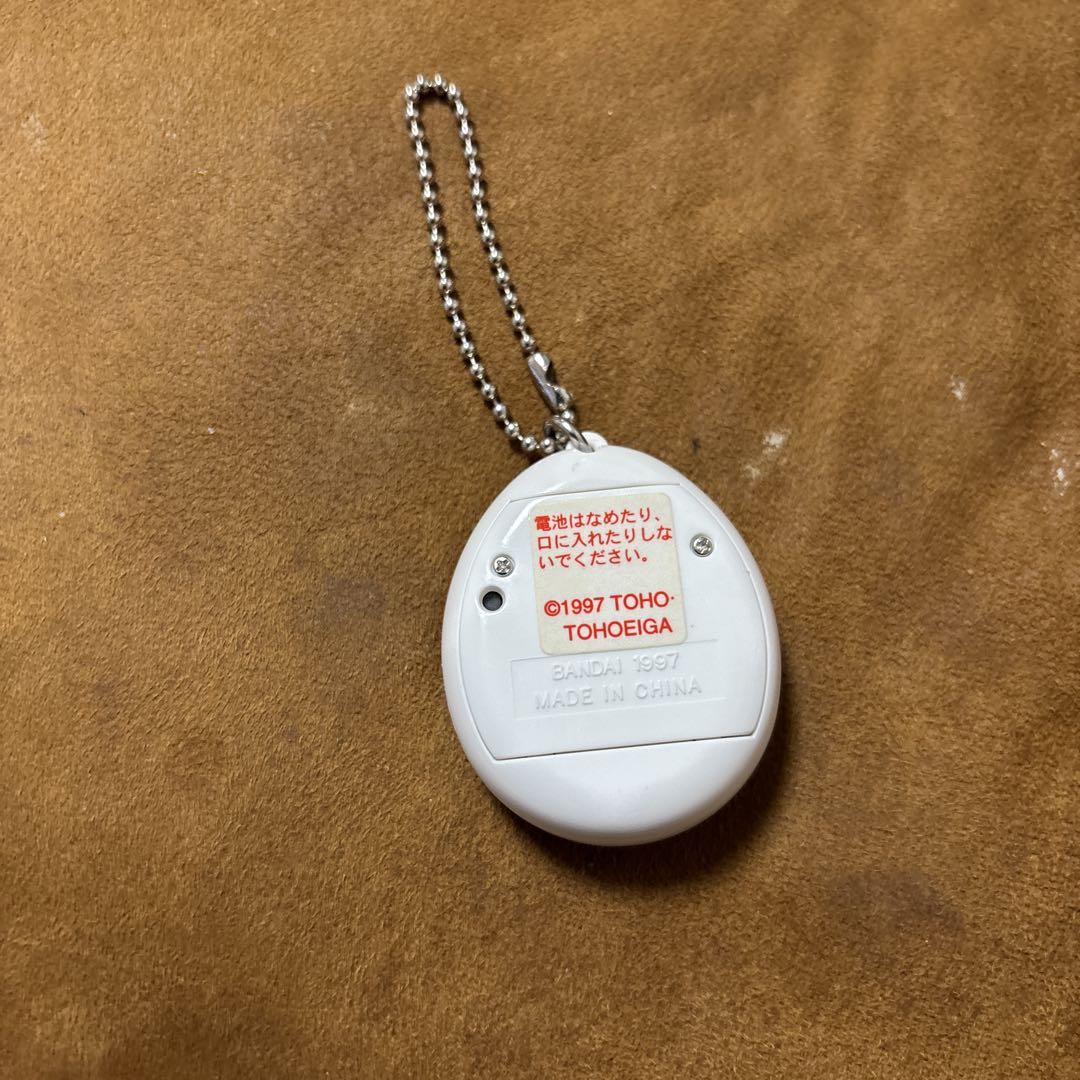 電池はなめたり、
口に入れたりしな
いでください。
©1997 TOHO·
TOHOEIGA
BANDAI 1997
MADE IN CHINA